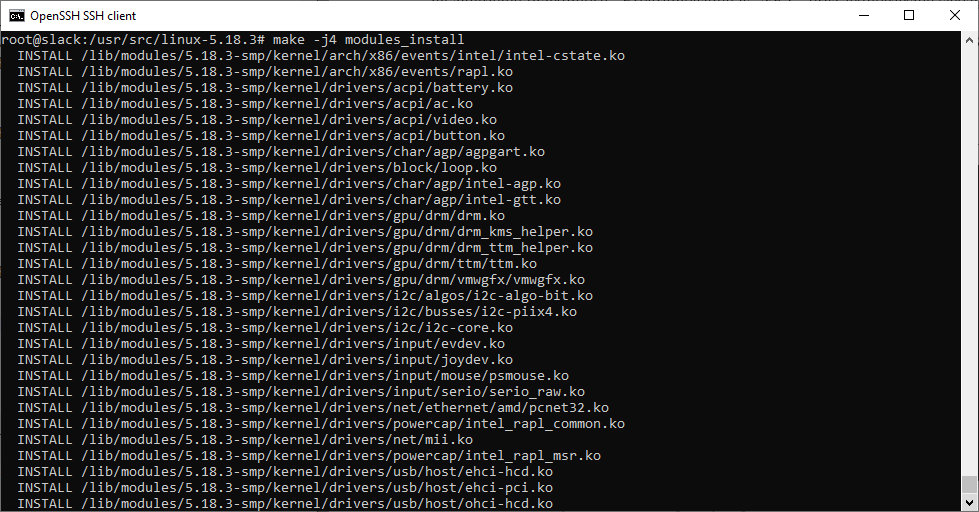 OpenSSH SSH client
root@slack:/usr/src/linux-5.18.3# make -j4 modules_install
INSTALL /lib/modules/5.18.3-smp/kernel/arch/x86/events/intel/intel-cstate.ko
INSTALL /lib/modules/5.18.3-smp/kernel/arch/x86/events/rapl.ko
INSTALL /lib/modules/5.18.3-smp/kernel/drivers/acpi/battery.ko
INSTALL /lib/modules/5.18.3-smp/kernel/drivers/acpi/ac.ko
INSTALL /lib/modules/5.18.3-smp/kernel/drivers/acpi/video.ko
INSTALL /lib/modules/5.18.3-smp/kernel/drivers/acpi/button.ko
INSTALL /lib/modules/5.18.3-smp/kernel/drivers/char/agp/agpgart.ko
INSTALL /lib/modules/5.18.3-smp/kernel/drivers/block/loop.ko
INSTALL /lib/modules/5.18.3-smp/kernel/drivers/char/agp/intel-agp.ko
INSTALL /lib/modules/5.18.3-smp/kernel/drivers/char/agp/intel-gtt.ko
INSTALL /lib/modules/5.18.3-smp/kernel/drivers/gpu/drm/drm.ko
INSTALL /lib/modules/5.18.3-smp/kernel/drivers/gpu/drm/drm_kms_helper.ko
INSTALL /lib/modules/5.18.3-smp/kernel/drivers/gpu/drm/drm_ttm_helper.ko
INSTALL /lib/modules/5.18.3-smp/kernel/drivers/gpu/drm/ttm/ttm.ko
INSTALL /lib/modules/5.18.3-smp/kernel/drivers/gpu/drm/vmwgfx/vmwgfx.ko
INSTALL /lib/modules/5.18.3-smp/kernel/drivers/i2c/algos/i2c-algo-bit.ko
INSTALL /lib/modules/5.18.3-smp/kernel/drivers/i2c/busses/i2c-piix4.ko
INSTALL /lib/modules/5.18.3-smp/kernel/drivers/i2c/i2c-core.ko
INSTALL /lib/modules/5.18.3-smp/kernel/drivers/input/evdev.ko
INSTALL /lib/modules/5.18.3-smp/kernel/drivers/input/joydev.ko
INSTALL /lib/modules/5.18.3-smp/kernel/drivers/input/mouse/psmouse.ko
INSTALL /lib/modules/5.18.3-smp/kernel/drivers/input/serio/serio_raw.ko
INSTALL /lib/modules/5.18.3-smp/kernel/drivers/net/ethernet/amd/pcnet32.ko
INSTALL /lib/modules/5.18.3-smp/kernel/drivers/powercap/intel_rapl_common.ko
INSTALL /lib/modules/5.18.3-smp/kernel/drivers/net/mii.ko
INSTALL /lib/modules/5.18.3-smp/kernel/drivers/powercap/intel_rapl_msr.ko
INSTALL /lib/modules/5.18.3-smp/kernel/drivers/usb/host/ehci-hcd.ko
INSTALL /lib/modules/5.18.3-smp/kernel/drivers/usb/host/ehci-pci.ko
INSTALL /lib/modules/5.18.3-smp/kernel/drivers/usb/host/ohci-hcd.ko